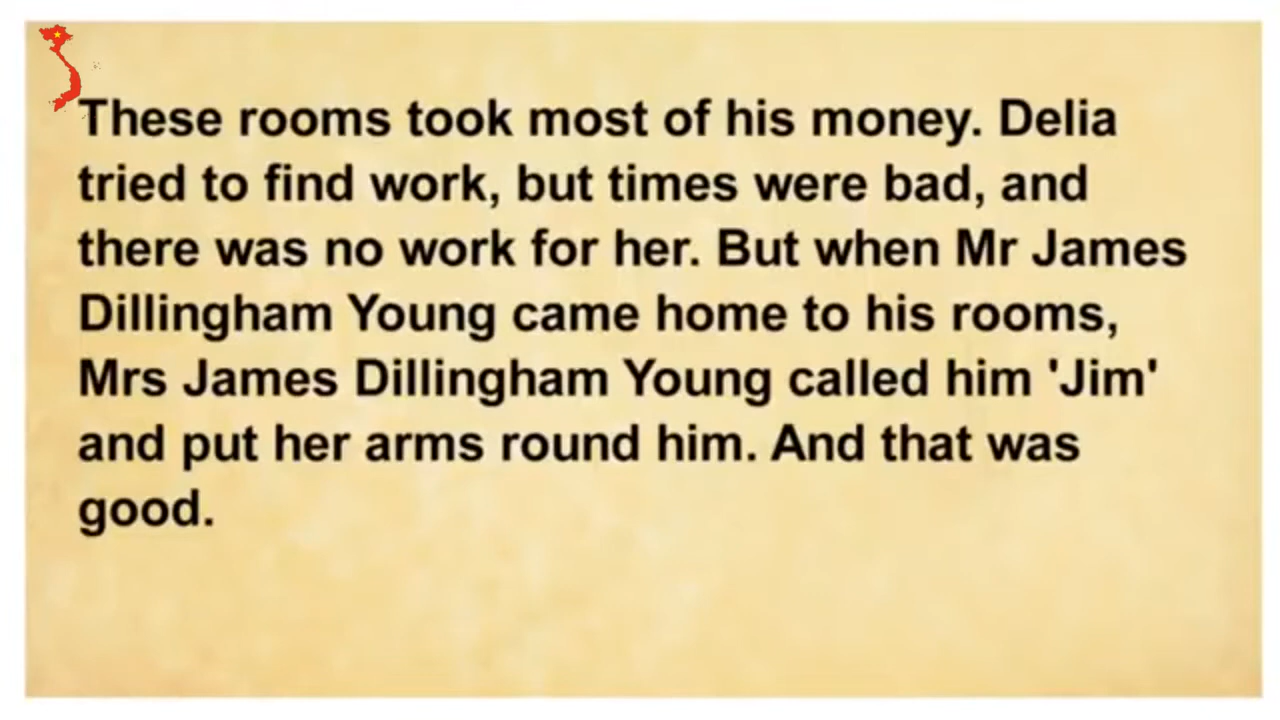 These rooms took most of his money. Delia
tried to find work, but times were bad, and
there was no work for her. But when Mr James
Dillingham Young came home to his rooms,
Mrs James Dillingham Young called him 'Jim'
and put her arms round him. And that was
good.